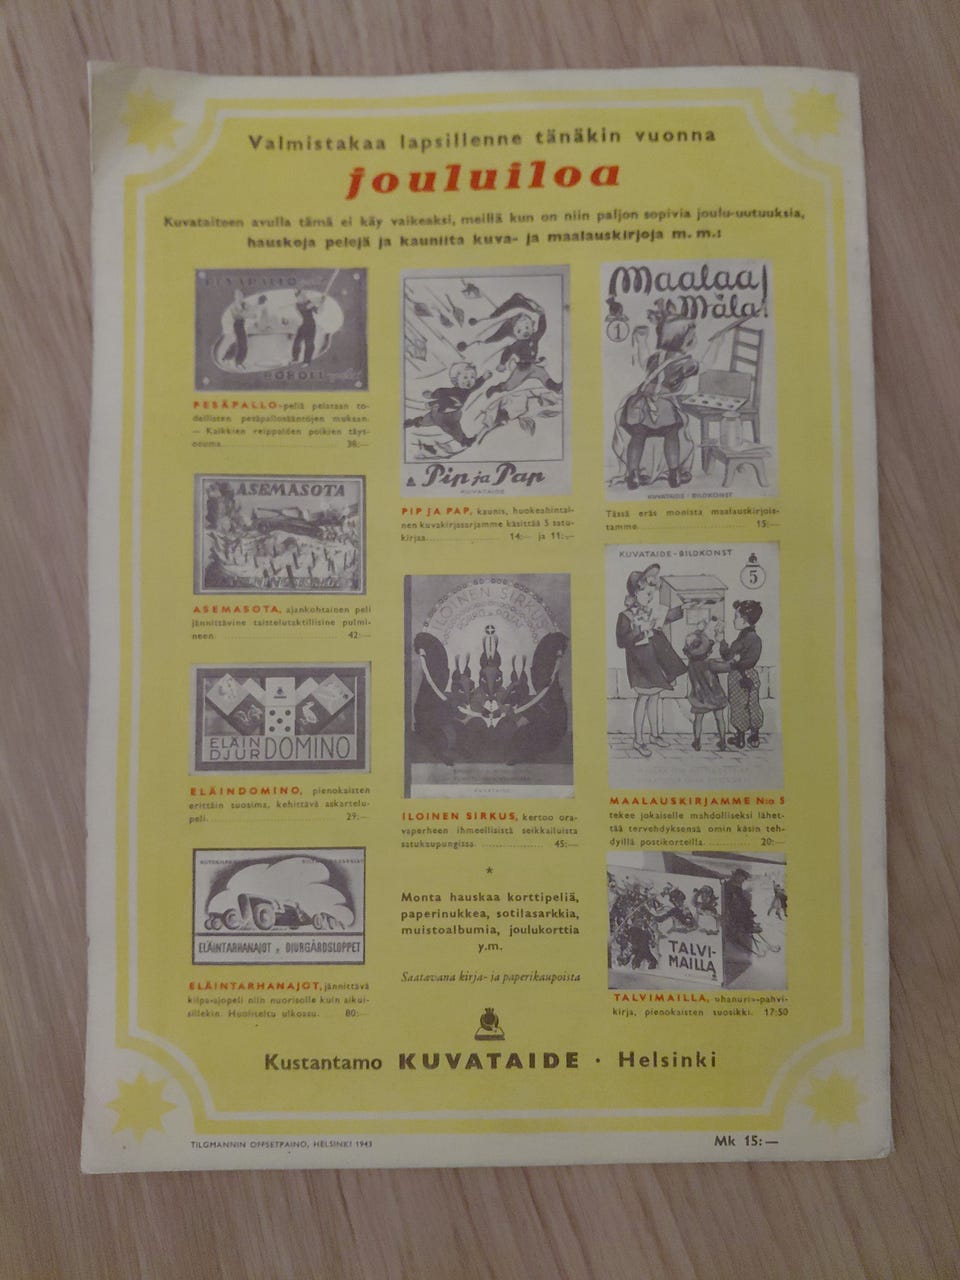 Valmistakaa lapsillenne tänäkin vuonna
jouluiloa
Kuvataiteen avulla tämä ei käy vaikeaksi, meillä kun on niin paljon sopivia joulu-uutuuksia,
hauskoja pelejä ja kauniita kuva- ja maalauskirjoja m. m.:
PESÄPALLO
PESÄPALLO-peliä pelataan to-
dellisten pesäpallosääntöjen mukaan.
— Kaikkien reippaiden poikien täys-
osuma. 38:—
ASEMASOTA
ASEMASOTA, ajankohtainen peli
jännittävine taistelutaktillisine pulmi-
neen 42:—
ELÄIN
DJUR DOMINO
ELÄINDOMINO, pienokaisten
erittäin suosima, kehittävä askartelu-
peli. 29:—
ELÄINTARHANAJOT DJURGÅRDSLOPPET
ELÄINTARHANAJOT, jännittävä
kilpa-ajopeli niin nuorisolle kuin aikui-
sillekin. Huoliteltu ulkoasu. 80:—
Pip ja Pap
KUVATAIDE
PIP JA PAP, kaunis, huokeahintai-
nen kuvakirjasarjamme käsittää 5 satu-
kirjaa. 14:— ja 11:—
ILOINEN SIRKUS
KUVATAIDE
ILOINEN SIRKUS, kertoo ora-
vaperheen ihmeellisistä seikkailuista
satukaupungissa. 45:—
*
Monta hauskaa korttipeliä,
paperinukkea, sotilasarkkia,
muistoalbumia, joulukorttia
y.m.
Saatavana kirja- ja paperikaupoista
Maalaa!
Måla!
1
KUVATAIDE - BILDKONST
Tässä eräs monista maalauskirjois-
tamme. 15:—
KUVATAIDE - BILDKONST
5
MAALAUSKIRJAMME N:o 5
tekee jokaiselle mahdolliseksi lähet-
tää tervehdyksensä omin käsin teh-
dyillä postikorteilla. 20:—
TALVI-
MAILLA
TALVIMAILLA, »hanuri»-pahvi-
kirja, pienokaisten suosikki. 17:50
Kustantamo KUVATAIDE · Helsinki
TILGMANNIN OFFSETPAINO, HELSINKI 1943
Mk 15:—